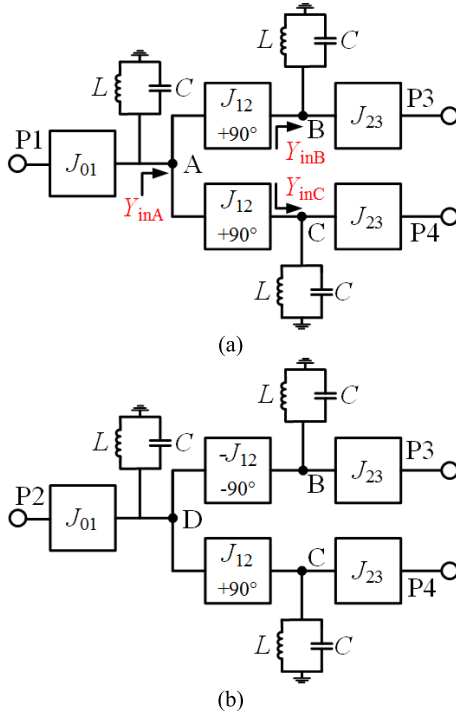 L C
L C
J12
+90°
P3
P1
J01
A
B
J23
YinB
YinA
J12
+90°
YinC
C
J23
P4
L C
(a)
L C
L C
-J12
-90°
P3
P2
J01
D
B
J23
J12
+90°
C
J23
P4
L C
(b)